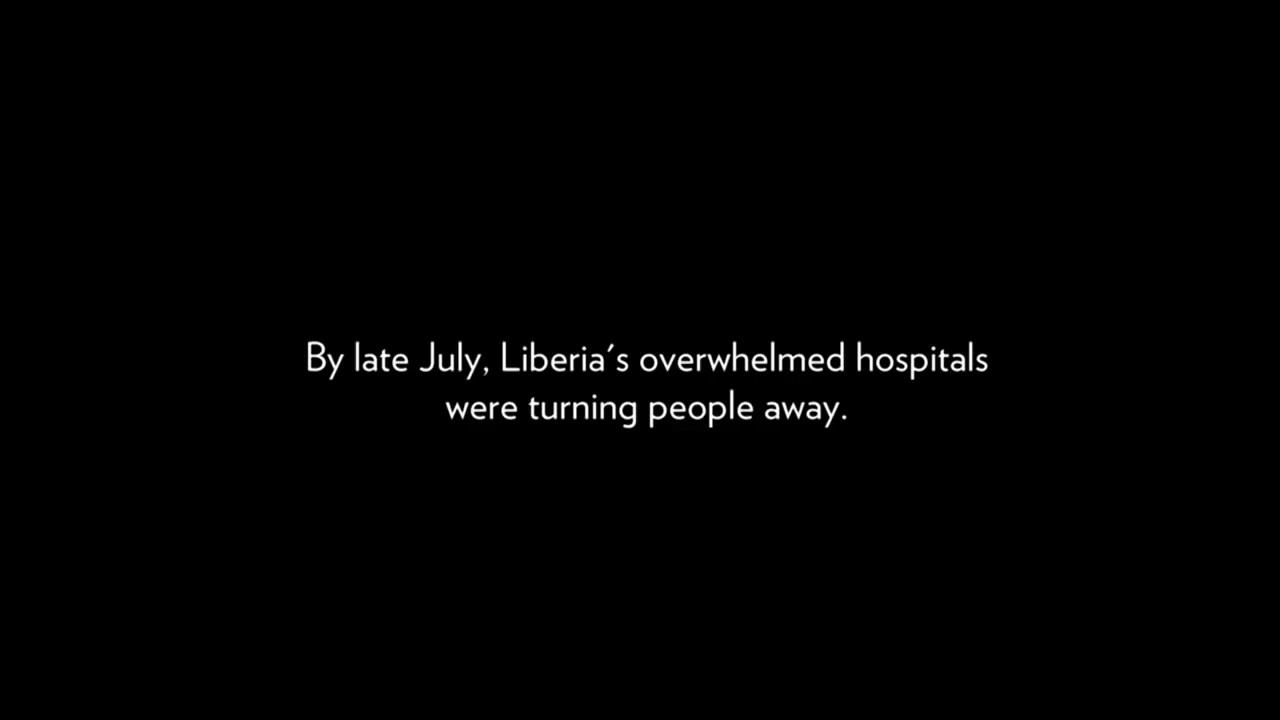 By late July, Liberia's overwhelmed hospitals
were turning people away.